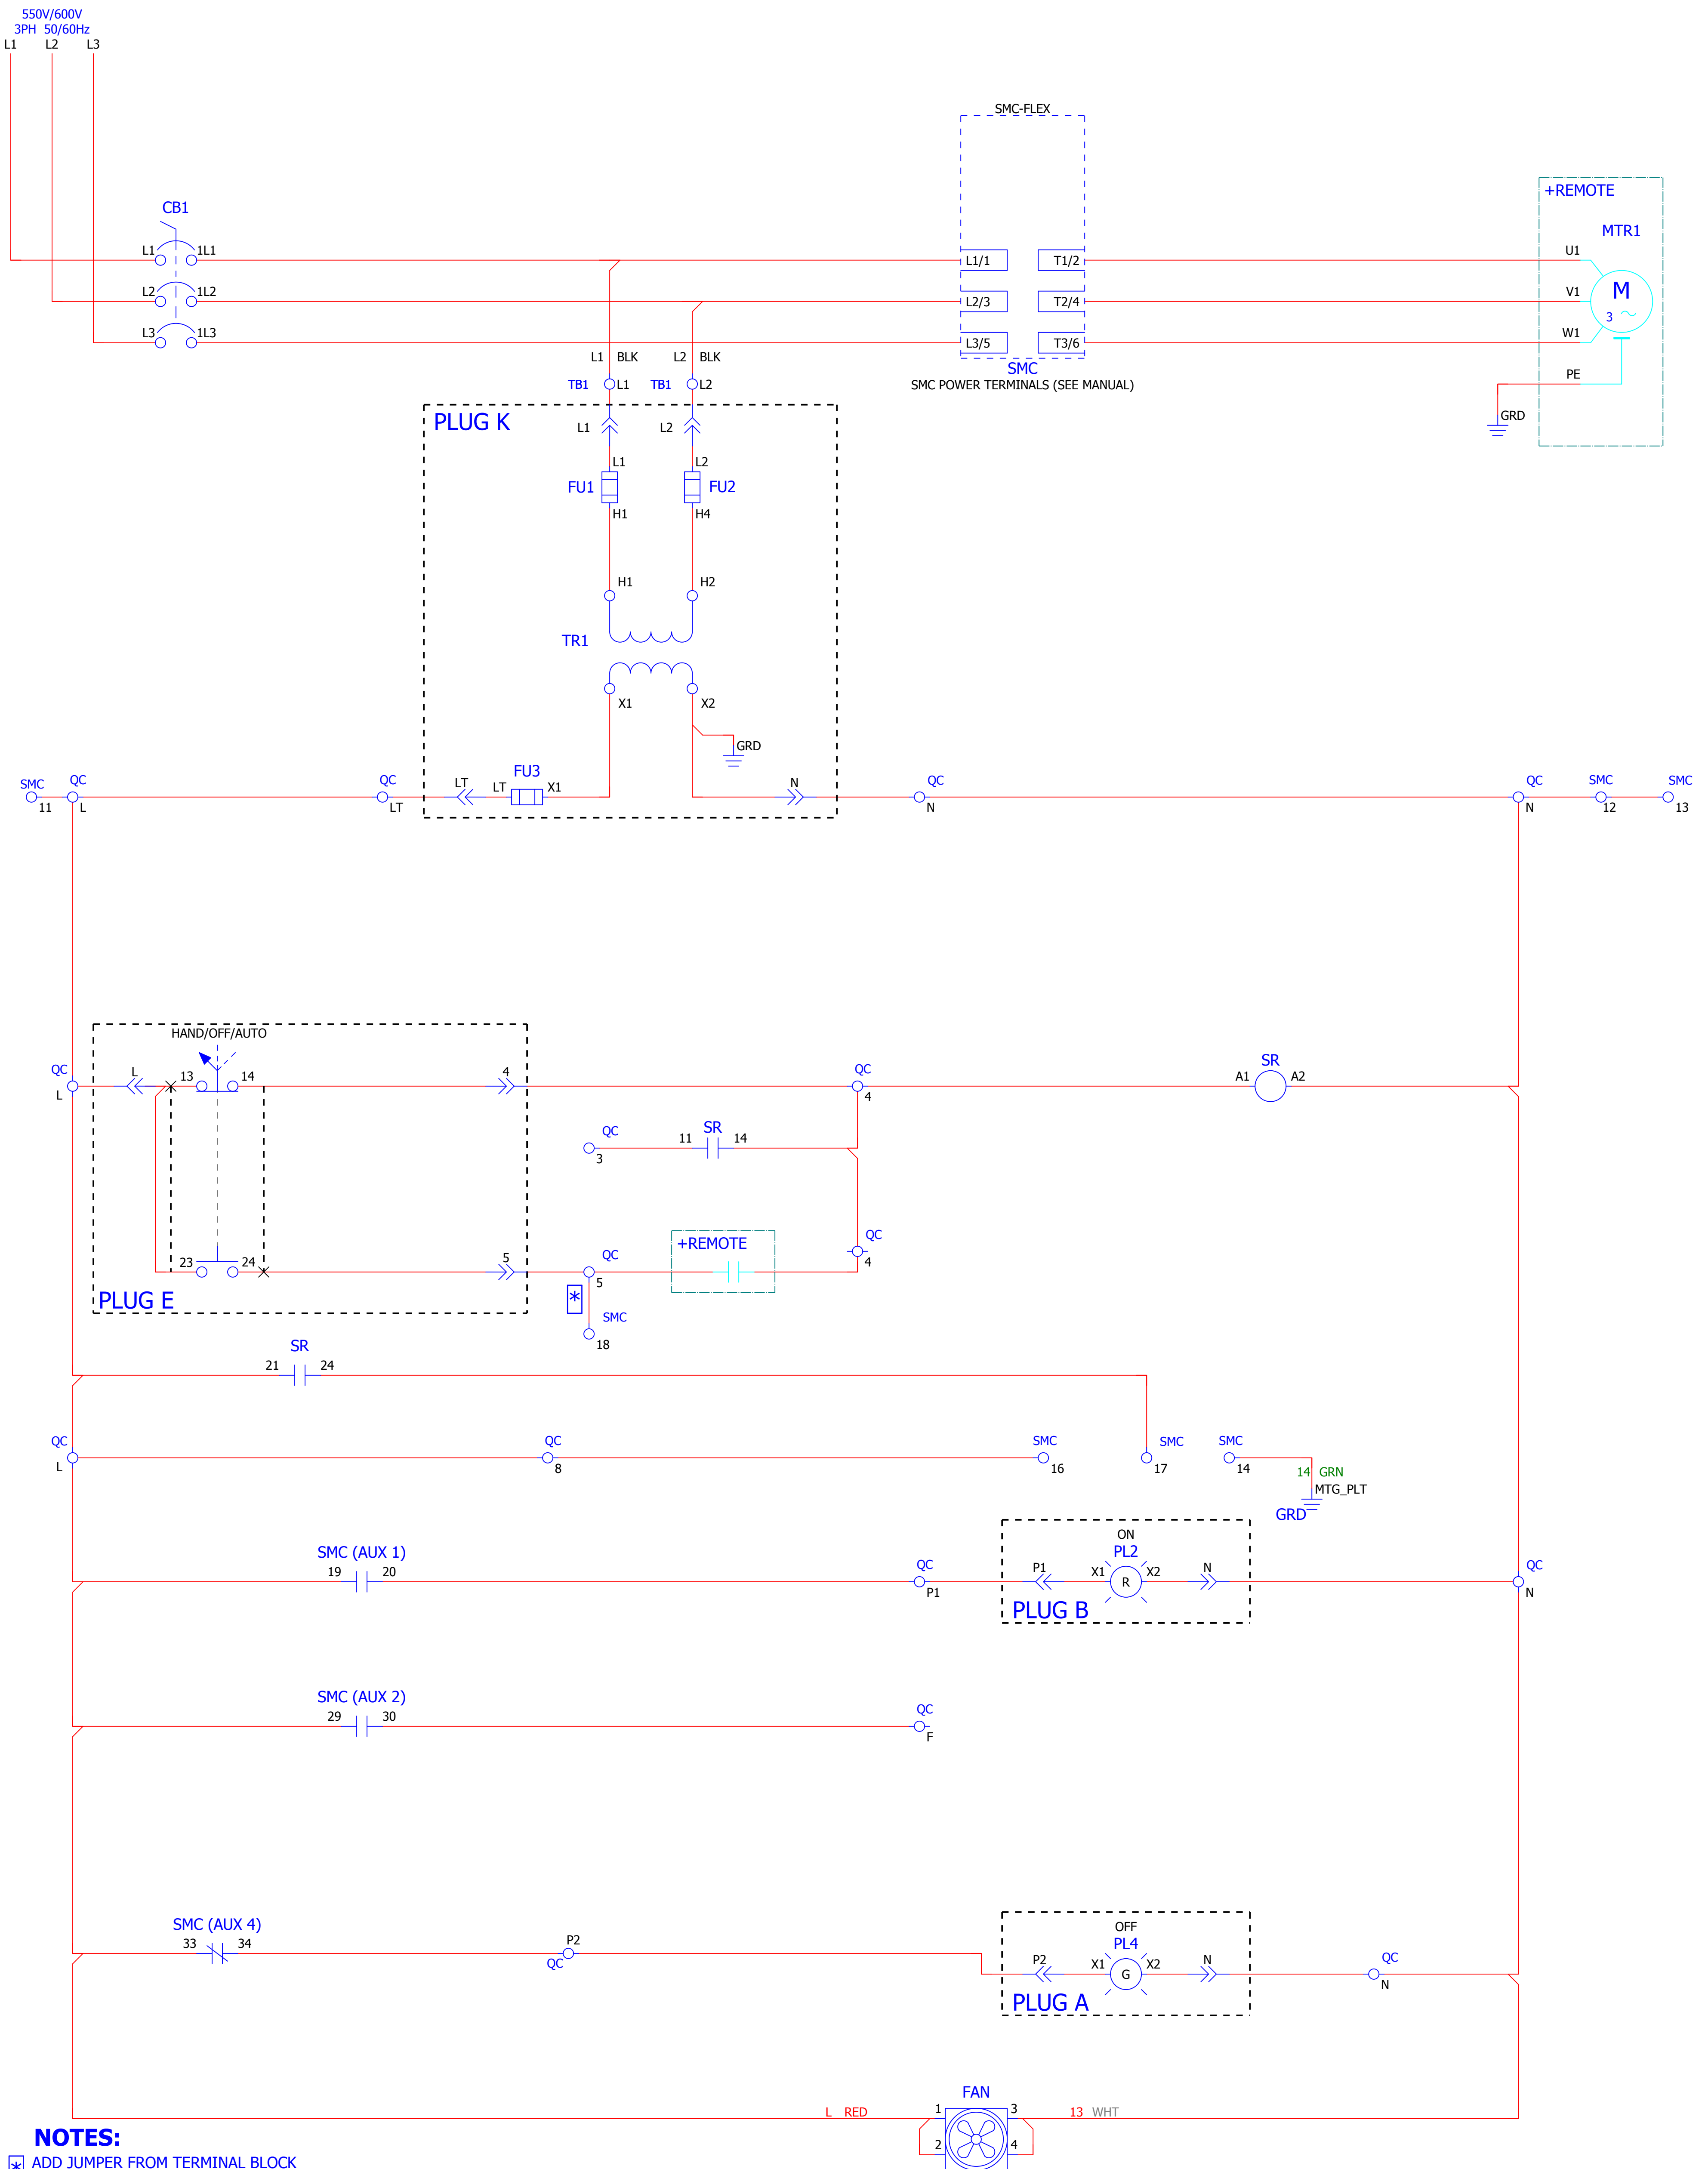 550V/600V
3PH 50/60Hz
L1 L2 L3
SMC-FLEX
+REMOTE
CB1
MTR1
L1 1L1 L1/1 T1/2 U1
L2 1L2 L2/3 T2/4 V1
M
3
L3 1L3 L3/5 T3/6 W1
L1 BLK L2 BLK
SMC
SMC POWER TERMINALS (SEE MANUAL)
PE
TB1 L1 TB1 L2
GRD
PLUG K
L1 L2
L1 L2
FU1 FU2
H1 H4
H1 H2
TR1
X1 X2
GRD
SMC QC QC LT LT FU3 X1 N QC QC SMC SMC
11 L LT N N 12 13
HAND/OFF/AUTO
QC L 13 14 4 QC SR
L 4 A1 A2
QC SR
3 11 14
+REMOTE
QC
4
23 24 5 QC
5
PLUG E
*
SMC
18
SR
21 24
QC QC SMC SMC SMC
L 8 16 17 14
14 GRN
MTG_PLT
GRD
ON
SMC (AUX 1) PL2
19 20 QC P1 X1 R X2 N QC
P1 N
PLUG B
SMC (AUX 2)
29 30 QC
F
SMC (AUX 4) OFF
33 34 P2 PL4
QC P2 X1 G X2 N QC
N
PLUG A
FAN
L RED 1 3 13 WHT
2 4
NOTES:
* ADD JUMPER FROM TERMINAL BLOCK